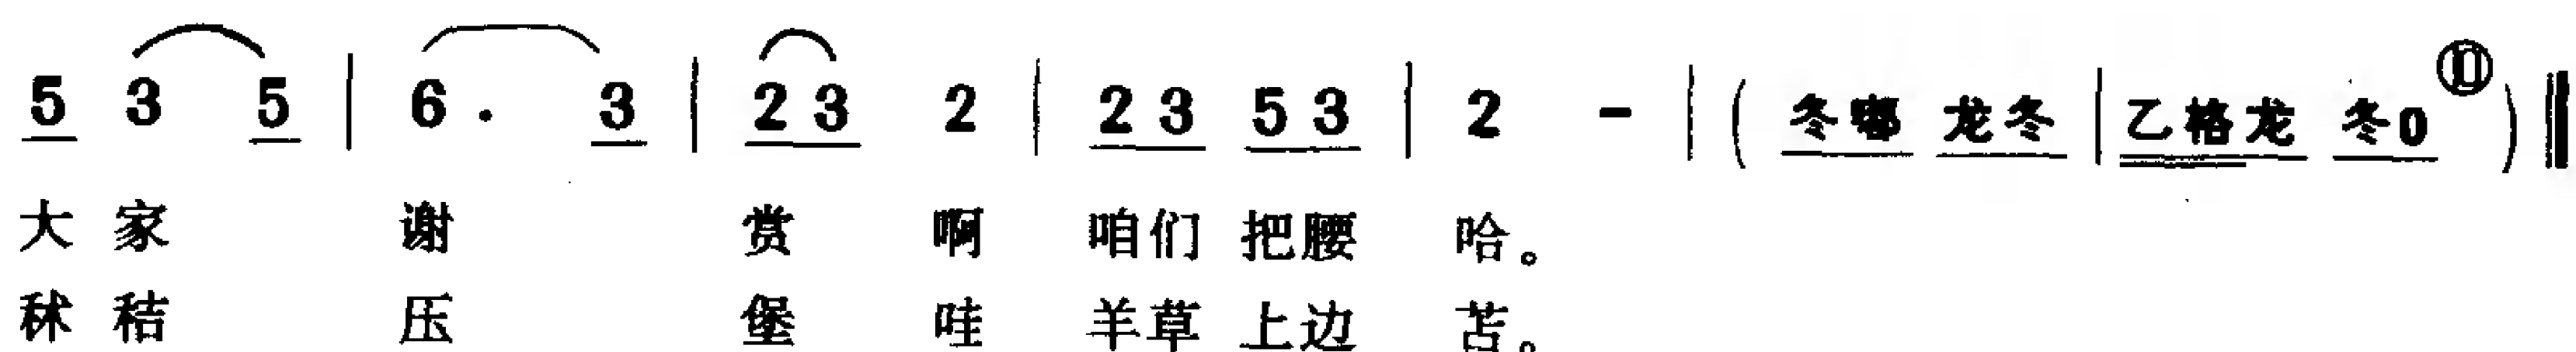 5 3 5 | 6 . 3 | 2 3 2 | 2 3 5 3 | 2 - | ( 冬嘟 龙冬 | 乙格龙 冬0 ⑩ ) ‖
大 家 谢 赏 啊 咱们 把腰 哈。
秫 秸 压 堡 哇 羊草 上边 苫。